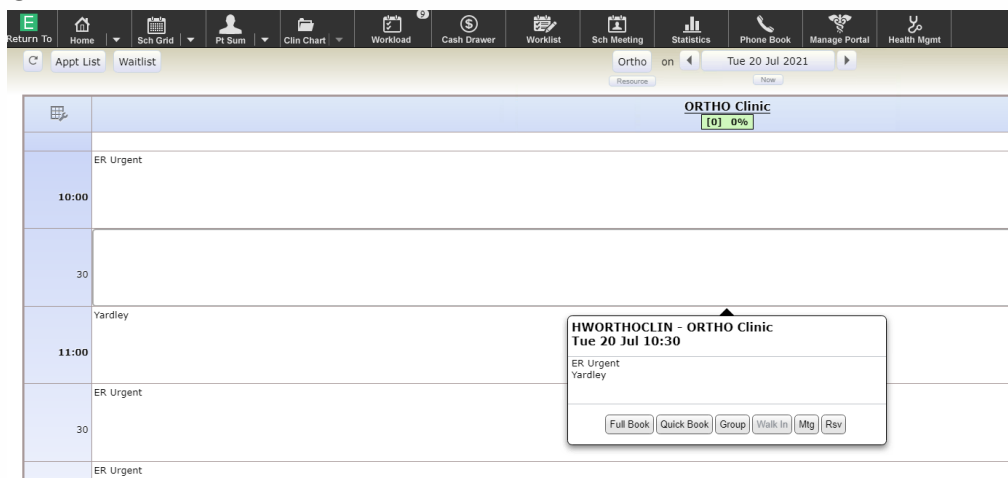 E
9
Return To Home Sch Grid Pt Sum Clin Chart Workload Cash Drawer Worklist Sch Meeting Statistics Phone Book Manage Portal Health Mgmt
Appt List Waitlist Ortho on Tue 20 Jul 2021
Resource Now
ORTHO Clinic
[0] 0%
ER Urgent
10:00
30
Yardley
11:00
ER Urgent
30
ER Urgent
HWORTHOCLIN - ORTHO Clinic
Tue 20 Jul 10:30
ER Urgent
Yardley
Full Book Quick Book Group Walk In Mtg Rsv